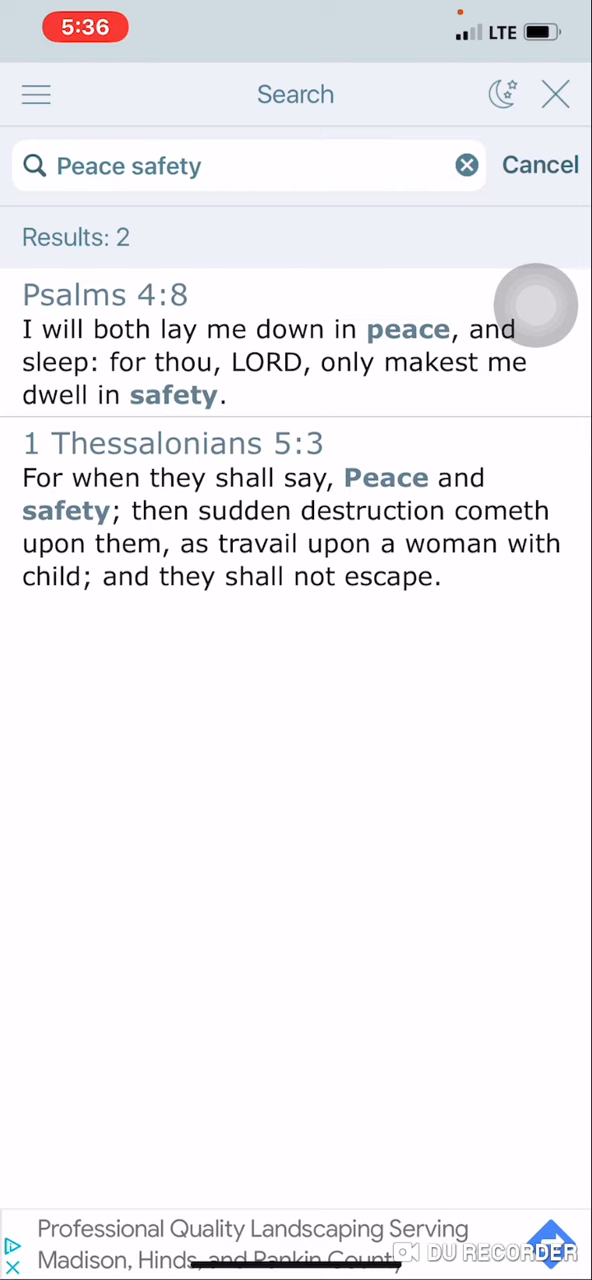 5:36
LTE
Search
Peace safety
Cancel
Results: 2
Psalms 4:8
I will both lay me down in peace, and
sleep: for thou, LORD, only makest me
dwell in safety.
1 Thessalonians 5:3
For when they shall say, Peace and
safety; then sudden destruction cometh
upon them, as travail upon a woman with
child; and they shall not escape.
Professional Quality Landscaping Serving
Madison, Hinds, and Rankin County
DU RECORDER